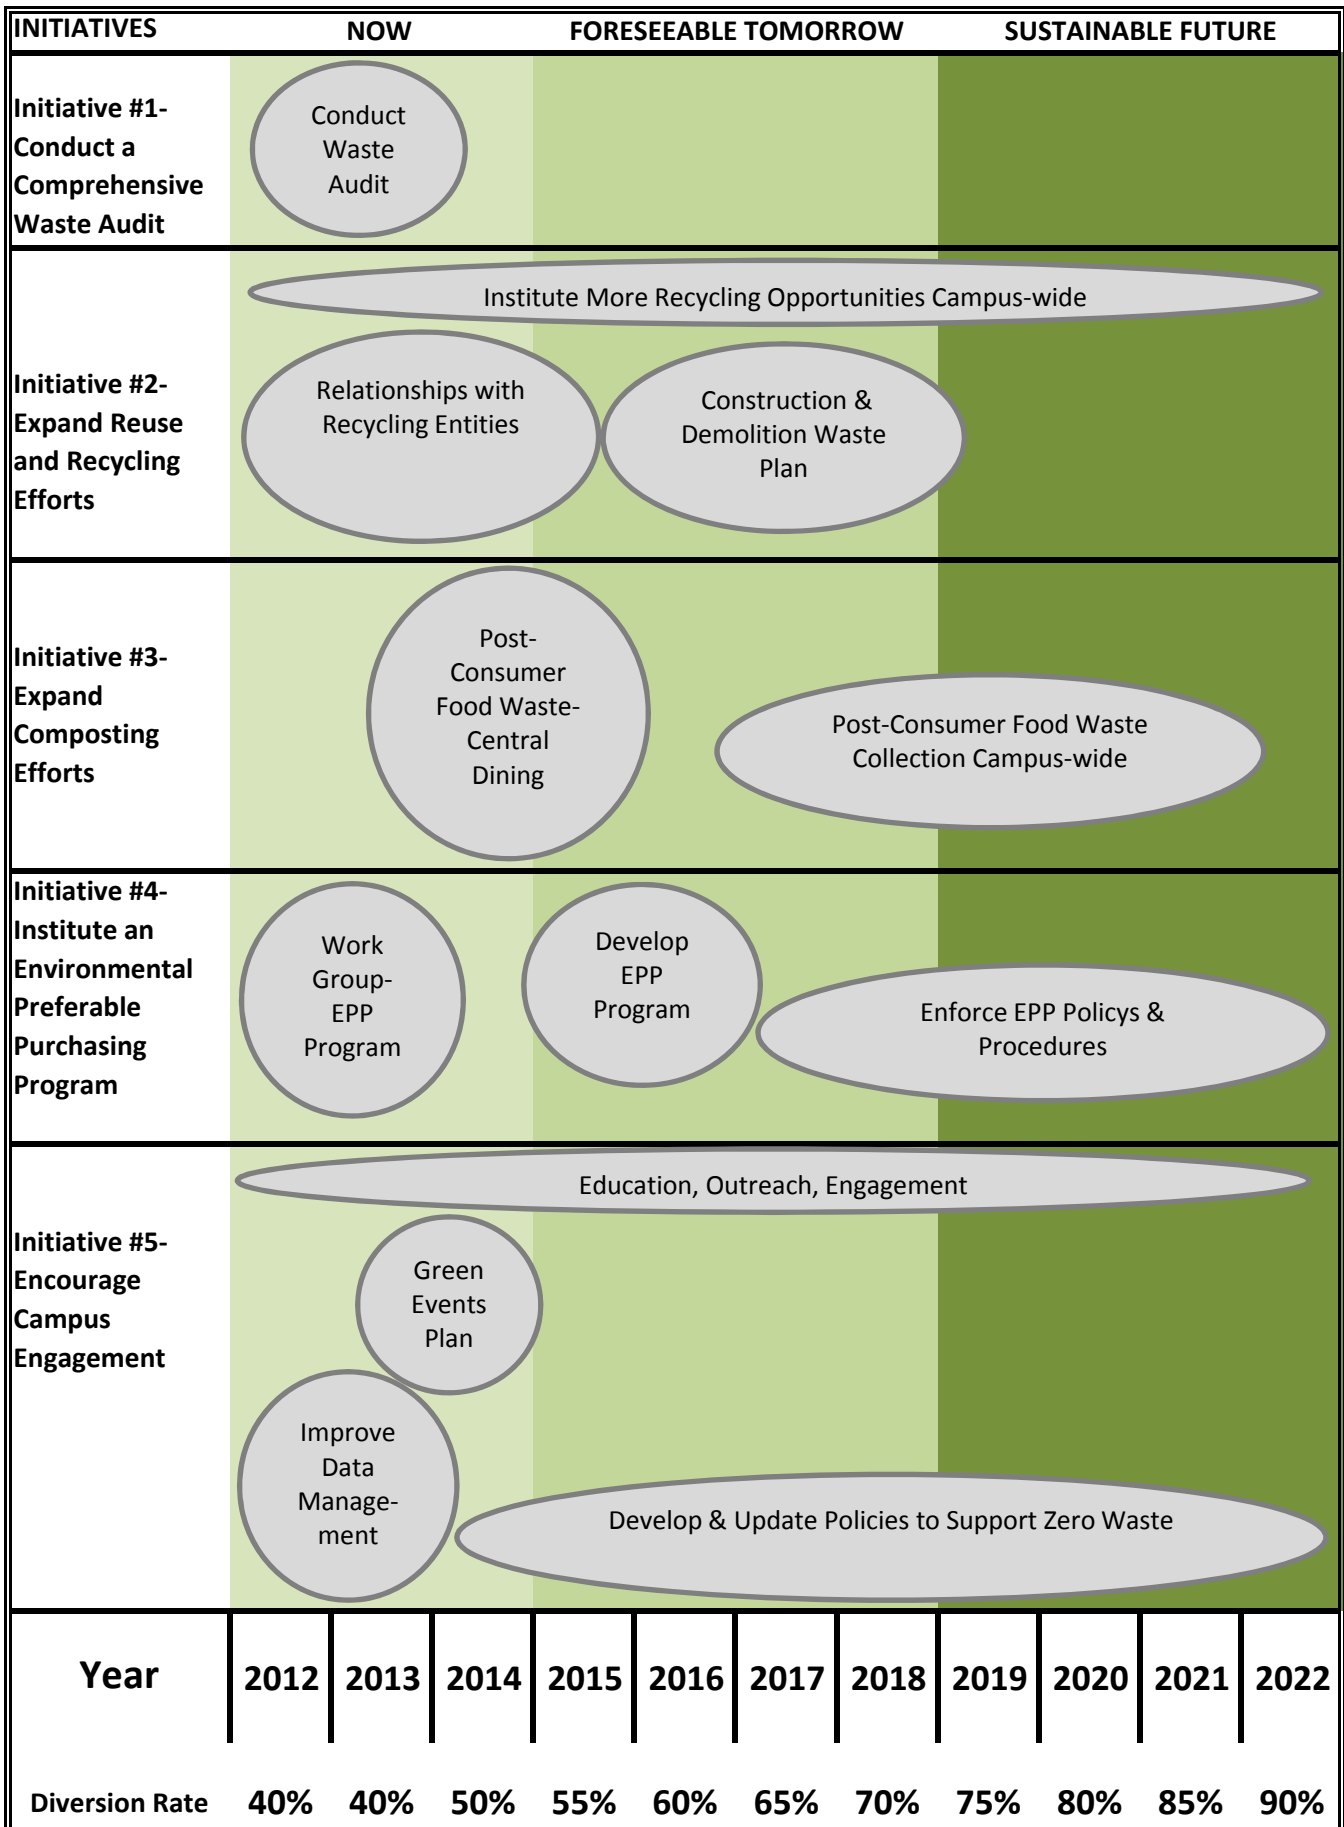 INITIATIVES NOW FORESEEABLE TOMORROW SUSTAINABLE FUTURE
Initiative #1-
Conduct a
Comprehensive
Waste Audit
Conduct
Waste
Audit
Initiative #2-
Expand Reuse
and Recycling
Efforts
Institute More Recycling Opportunities Campus-wide
Relationships with
Recycling Entities
Construction &
Demolition Waste
Plan
Initiative #3-
Expand
Composting
Efforts
Post-
Consumer
Food Waste-
Central
Dining
Post-Consumer Food Waste
Collection Campus-wide
Initiative #4-
Institute an
Environmental
Preferable
Purchasing
Program
Work
Group-
EPP
Program
Develop
EPP
Program
Enforce EPP Policys &
Procedures
Initiative #5-
Encourage
Campus
Engagement
Education, Outreach, Engagement
Green
Events
Plan
Improve
Data
Manage-
ment
Develop & Update Policies to Support Zero Waste
Year 2012 2013 2014 2015 2016 2017 2018 2019 2020 2021 2022
Diversion Rate 40% 40% 50% 55% 60% 65% 70% 75% 80% 85% 90%